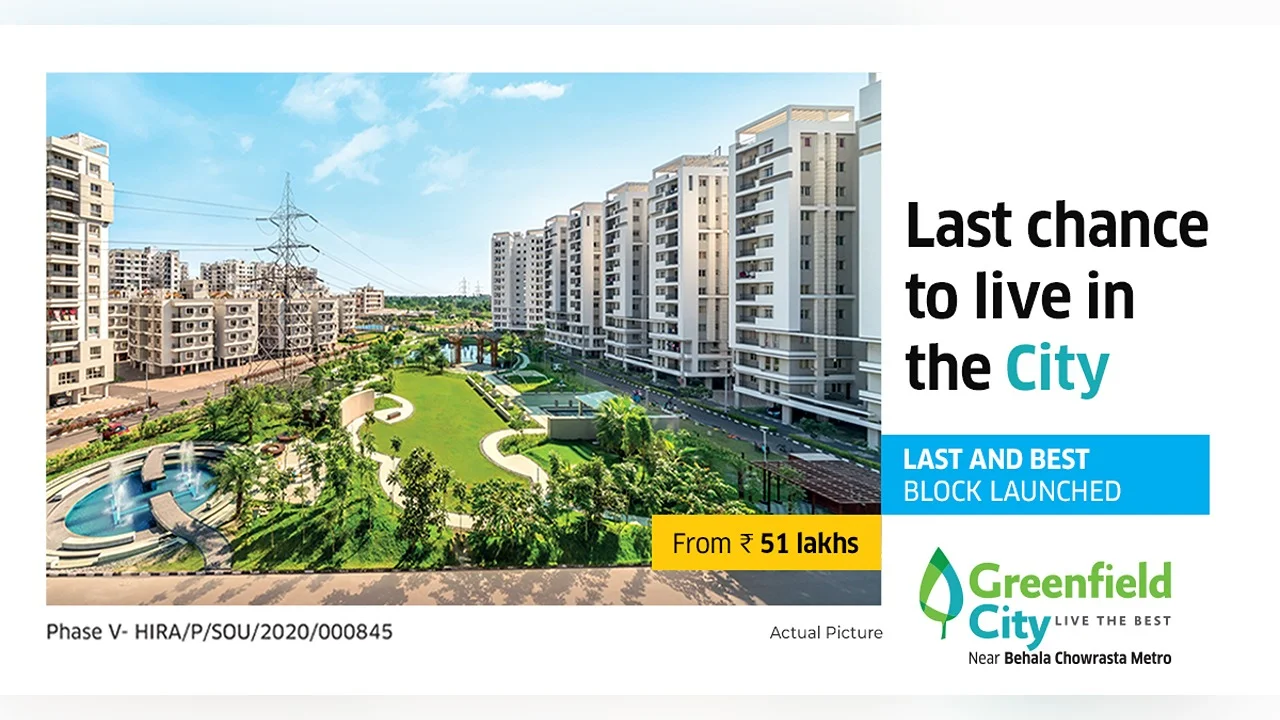 Last chance
to live in
the City
LAST AND BEST
BLOCK LAUNCHED
From ₹ 51 lakhs
Phase V- HIRA/P/SOU/2020/000845
Actual Picture
Greenfield
City LIVE THE BEST
Near Behala Chowrasta Metro